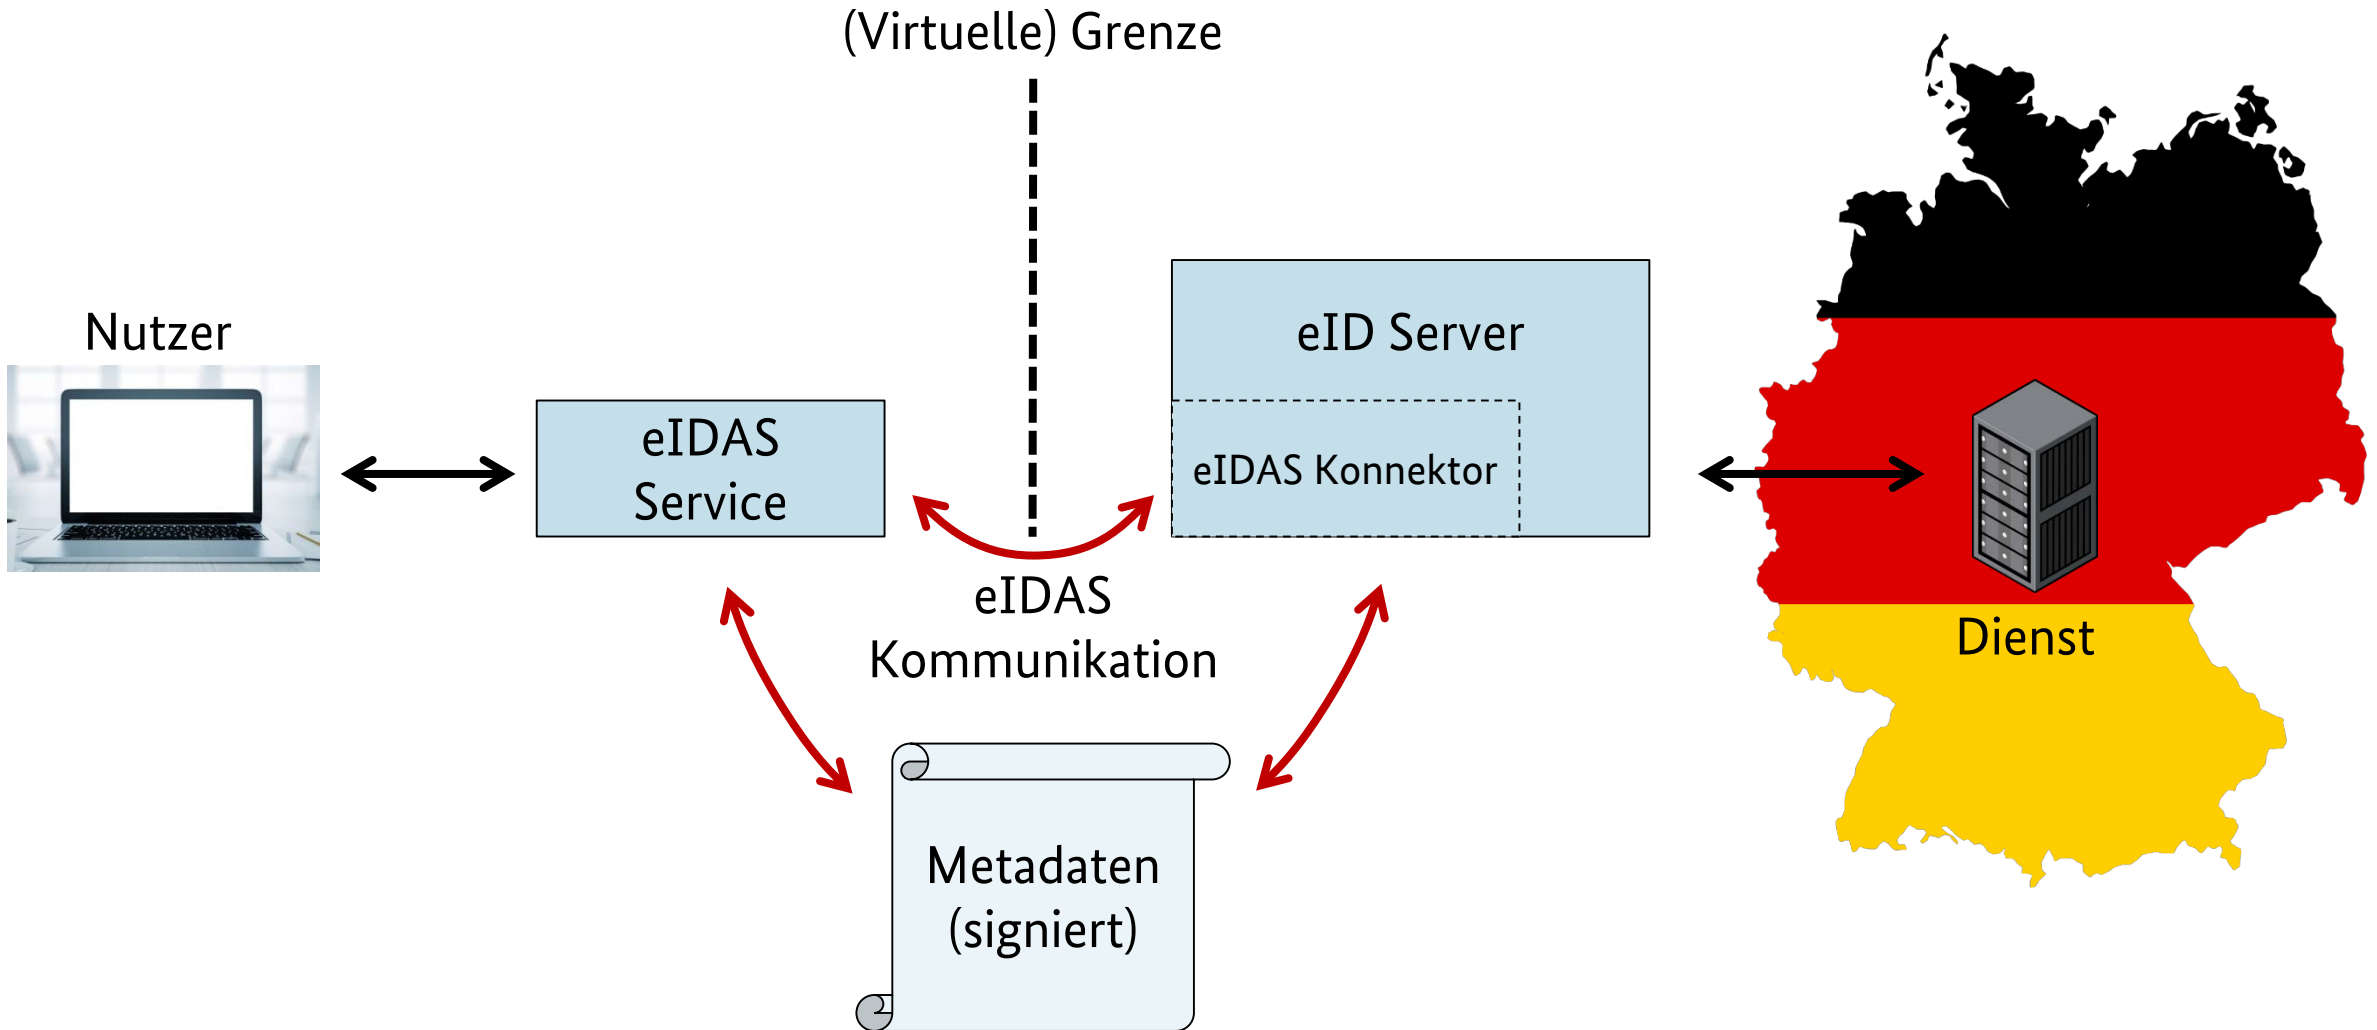 (Virtuelle) Grenze
Nutzer
eIDAS
Service
eID Server
eIDAS Konnektor
eIDAS
Kommunikation
Dienst
Metadaten
(signiert)